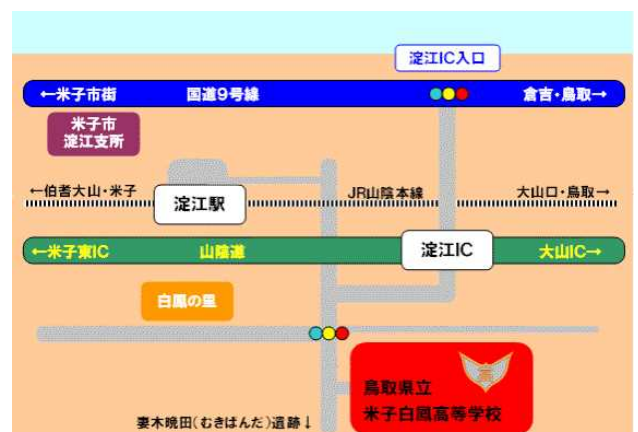 淀江IC入口
←米子市街
国道9号線
倉吉・鳥取→
米子市
淀江支所
←伯耆大山・米子
JR山陰本線
大山口・鳥取→
淀江駅
←米子東IC
山陰道
淀江IC
大山IC→
白鳳の里
鳥取県立
米子白鳳高等学校
妻木晩田(むきばんだ)遺跡↓